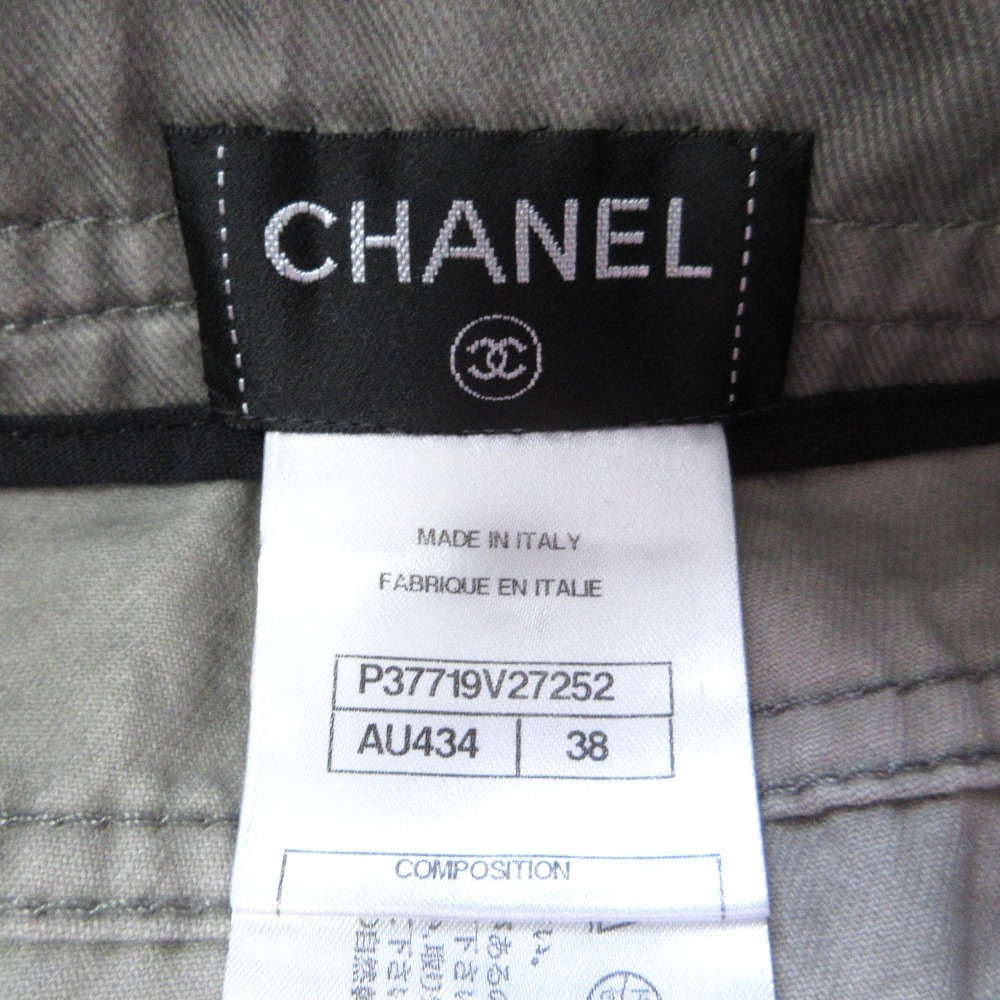 CHANEL
MADE IN ITALY
FABRIQUE EN ITALIE
P37719V27252
AU434 38
COMPOSITION